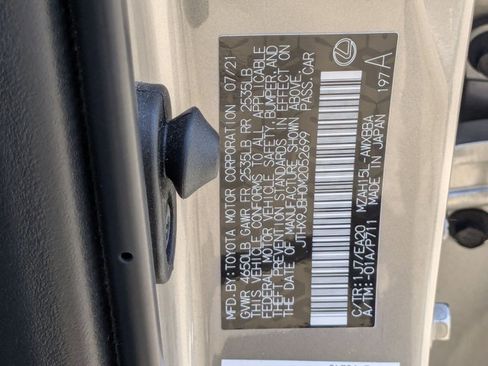 MFD.BY:TOYOTA MOTOR CORPORATION 07/21
GVWR 4650LB GAWR FR 2535LB RR 2535LB
THIS VEHICLE CONFORMS TO ALL APPLICABLE
FEDERAL MOTOR VEHICLE SAFETY, BUMPER, AND
THEFT PREVENTION STANDARDS IN EFFECT ON
THE DATE OF MANUFACTURE SHOWN ABOVE.
JTHX9JBH0M2052699 PASS.CAR
C/TR:1J7/EA20 MZAH15L-AWXBBA
A/TM:-01A/P711 MADE IN JAPAN
197 A